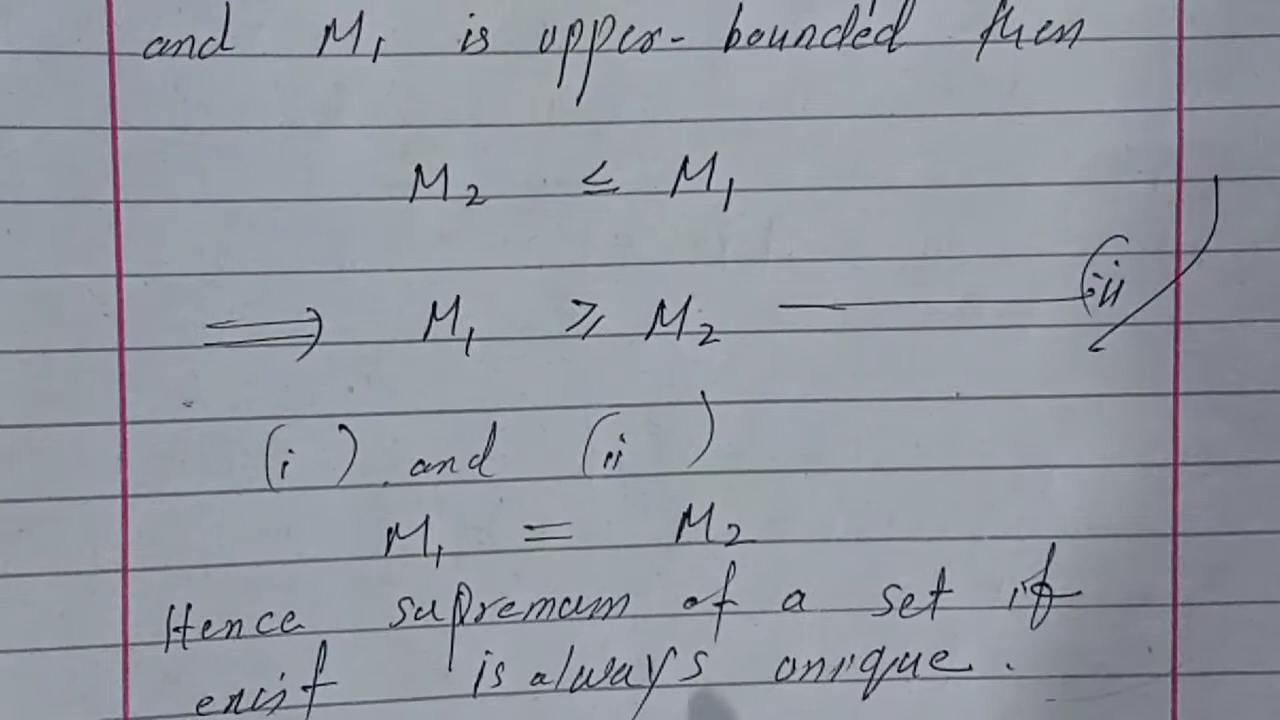 and M₁ is upper-bounded then
M₂ ≤ M₁
⟹ M₁ ⩾ M₂ —— (ii
(i) and (ii)
M₁ = M₂
Hence supremum of a set if
exist is always unique.